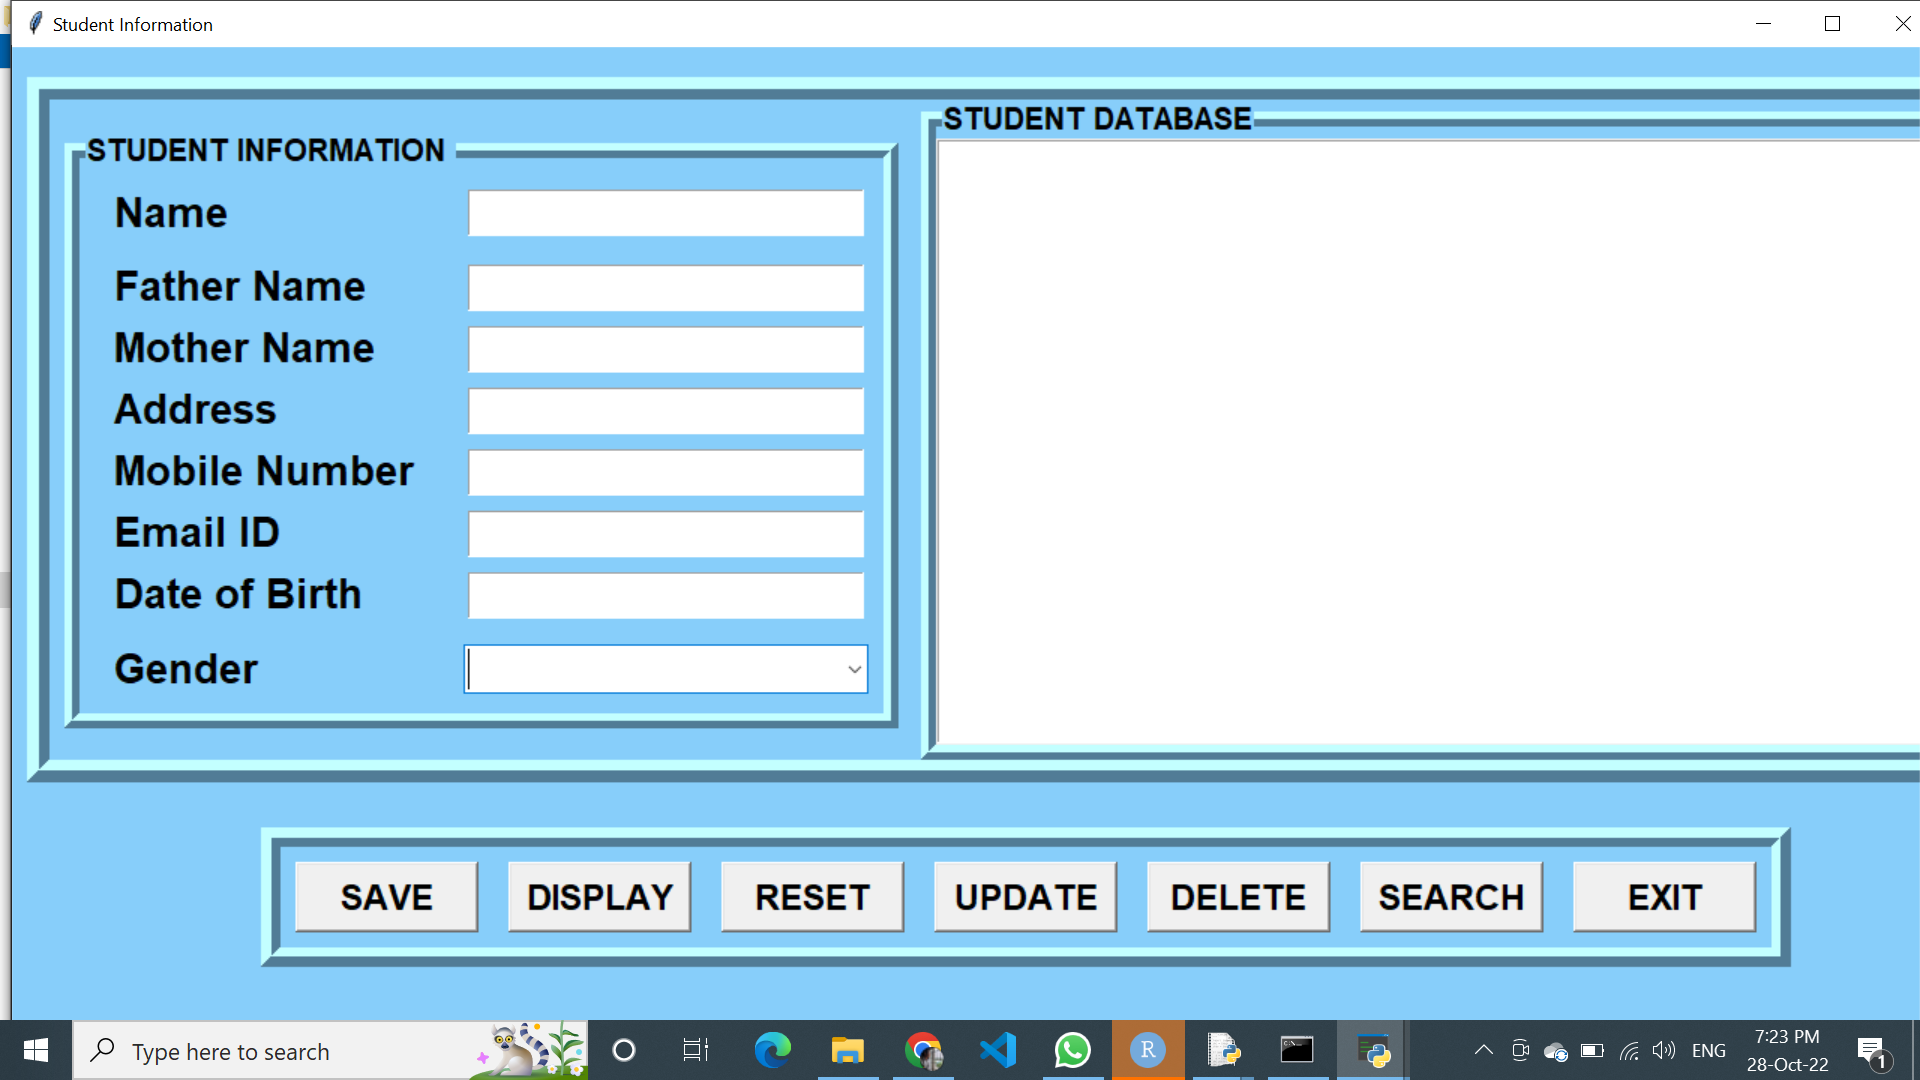 Student Information
STUDENT INFORMATION
Name
Father Name
Mother Name
Address
Mobile Number
Email ID
Date of Birth
Gender
STUDENT DATABASE
SAVE DISPLAY RESET UPDATE DELETE SEARCH EXIT
Type here to search
R
ENG
7:23 PM
28-Oct-22
1